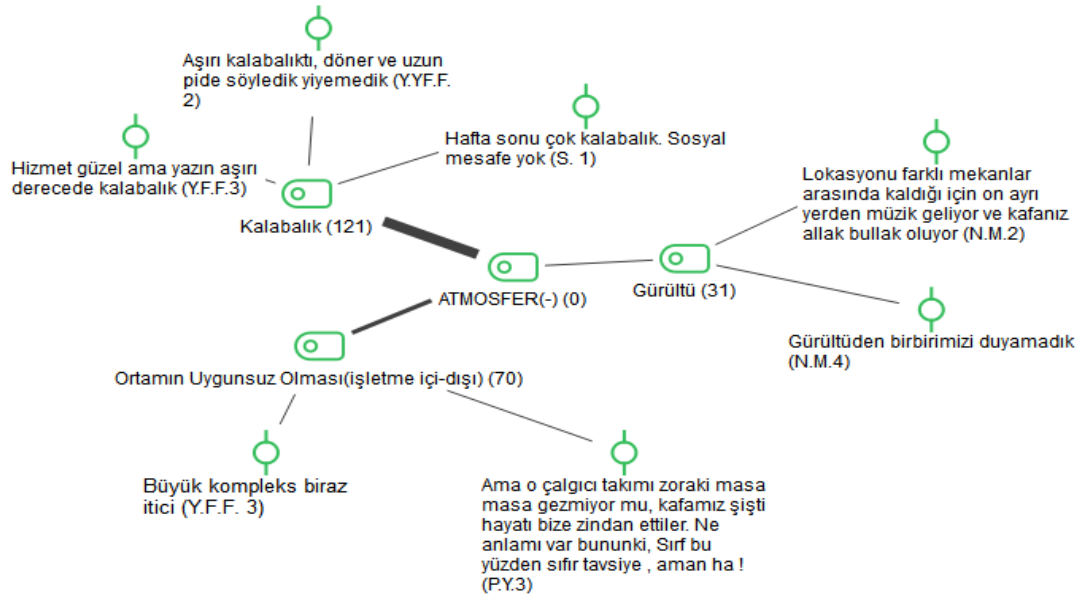 Aşırı kalabalıktı, döner ve uzun
pide söyledik yiyemedik (Y.YF.F.
2)
Hafta sonu çok kalabalık. Sosyal
mesafe yok (S. 1)
Hizmet güzel ama yazın aşırı
derecede kalabalık (Y.F.F.3)
Kalabalık (121)
Lokasyonu farklı mekanlar
arasında kaldığı için on ayrı
yerden müzik geliyor ve kafanız
allak bullak oluyor (N.M.2)
ATMOSFER(-) (0)
Gürültü (31)
Gürültüden birbirimizi duyamadık
(N.M.4)
Ortamın Uygunsuz Olması(işletme içi-dışı) (70)
Büyük kompleks biraz
itici (Y.F.F. 3)
Ama o çalgıcı takımı zoraki masa
masa gezmiyor mu, kafamız şişti
hayatı bize zindan ettiler. Ne
anlamı var bununki, Sırf bu
yüzden sıfır tavsiye , aman ha !
(P.Y.3)